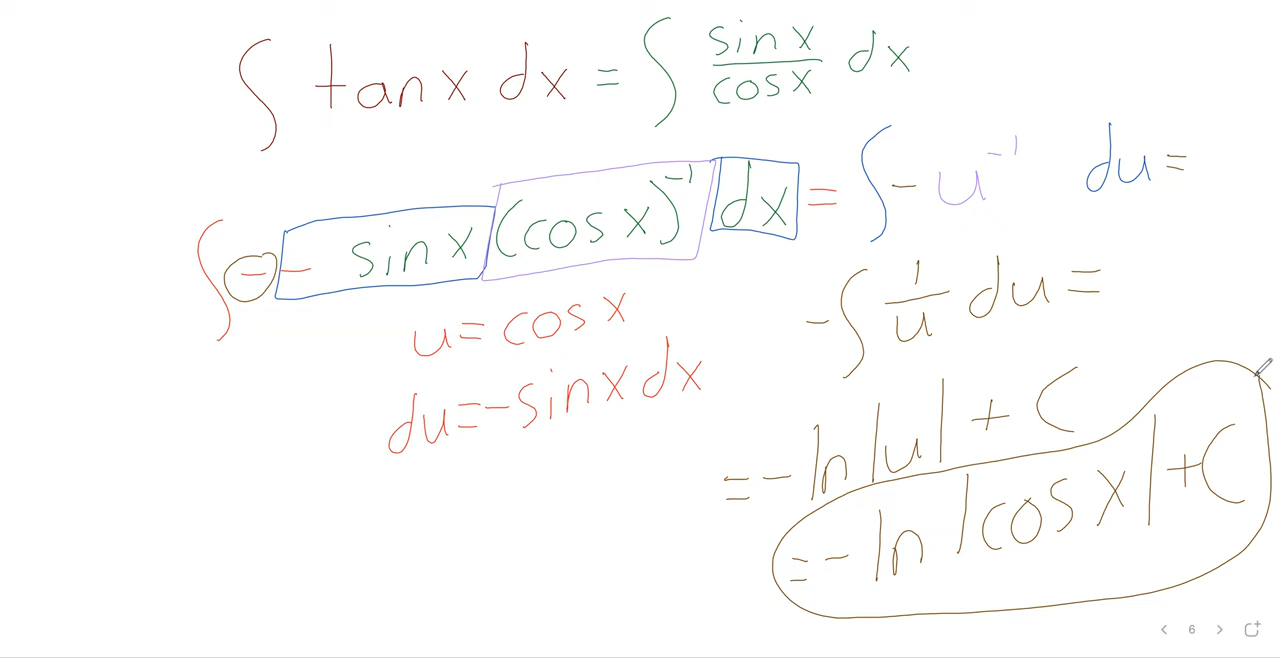 ∫ tan x dx = ∫ sin x / cos x dx
∫ - - sin x (cos x)^-1 dx = ∫ - u^-1 du =
u = cos x
du = - sin x dx
- ∫ 1/u du =
= - ln |u| + C
= - ln |cos x| + C
< 6 >